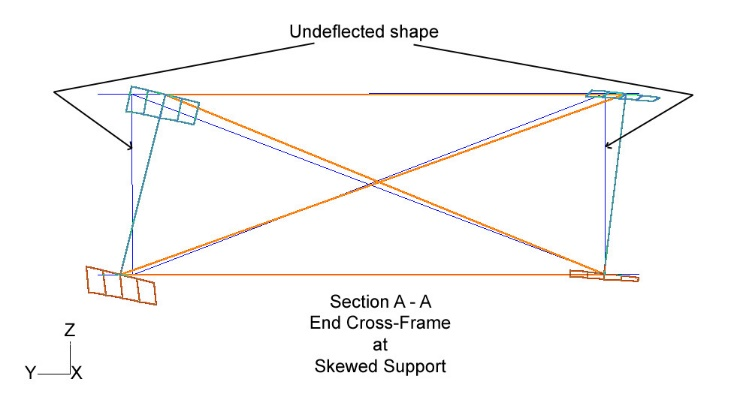 Undeflected shape
Section A - A
End Cross-Frame
at
Skewed Support
Z
Y
X